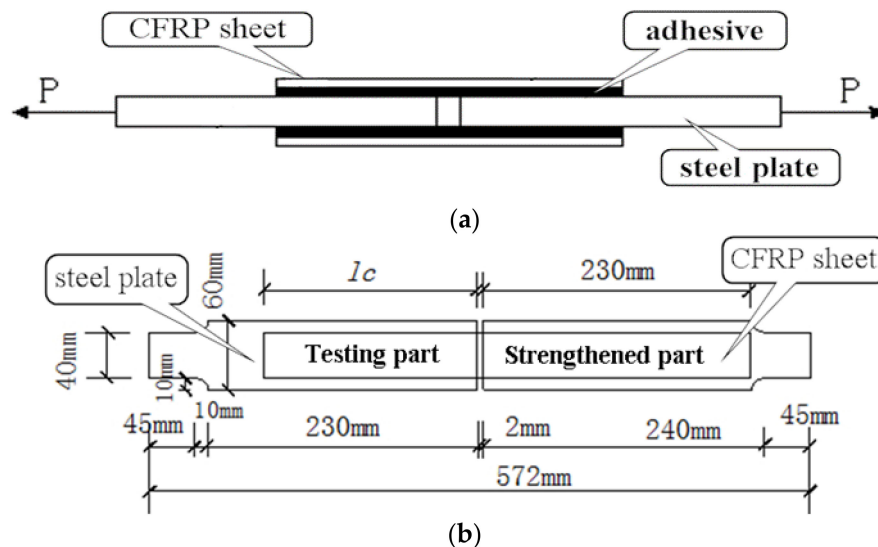 CFRP sheet
adhesive
P
P
steel plate
(a)
steel plate
60mm
lc
230mm
CFRP sheet
40mm
10mm
Testing part
Strengthened part
10mm
45mm
230mm
2mm
240mm
45mm
572mm
(b)